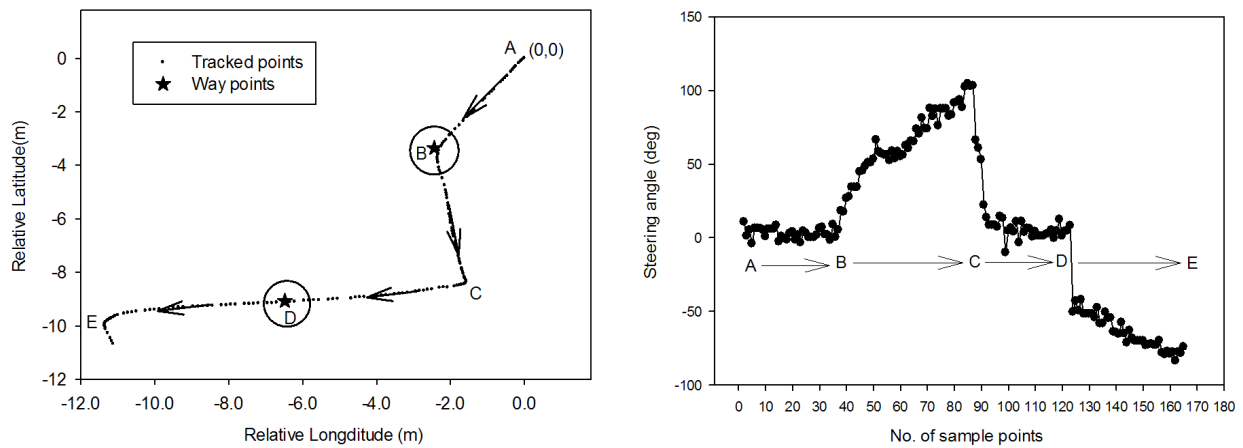 Relative Latitude(m)
0
-2
-4
-6
-8
-10
-12
-12.0 -10.0 -8.0 -6.0 -4.0 -2.0 0.0
Relative Longditude (m)
Tracked points
Way points
A (0,0)
B
C
D
E
Steering angle (deg)
150
100
50
0
-50
-100
0 10 20 30 40 50 60 70 80 90 100 110 120 130 140 150 160 170 180
No. of sample points
A B C D E